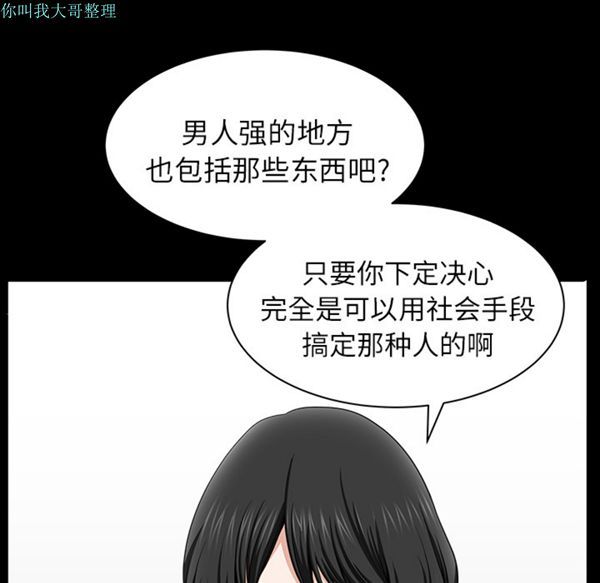 你叫我大哥整理
男人强的地方
也包括那些东西吧?
只要你下定决心
完全是可以用社会手段
搞定那种人的啊